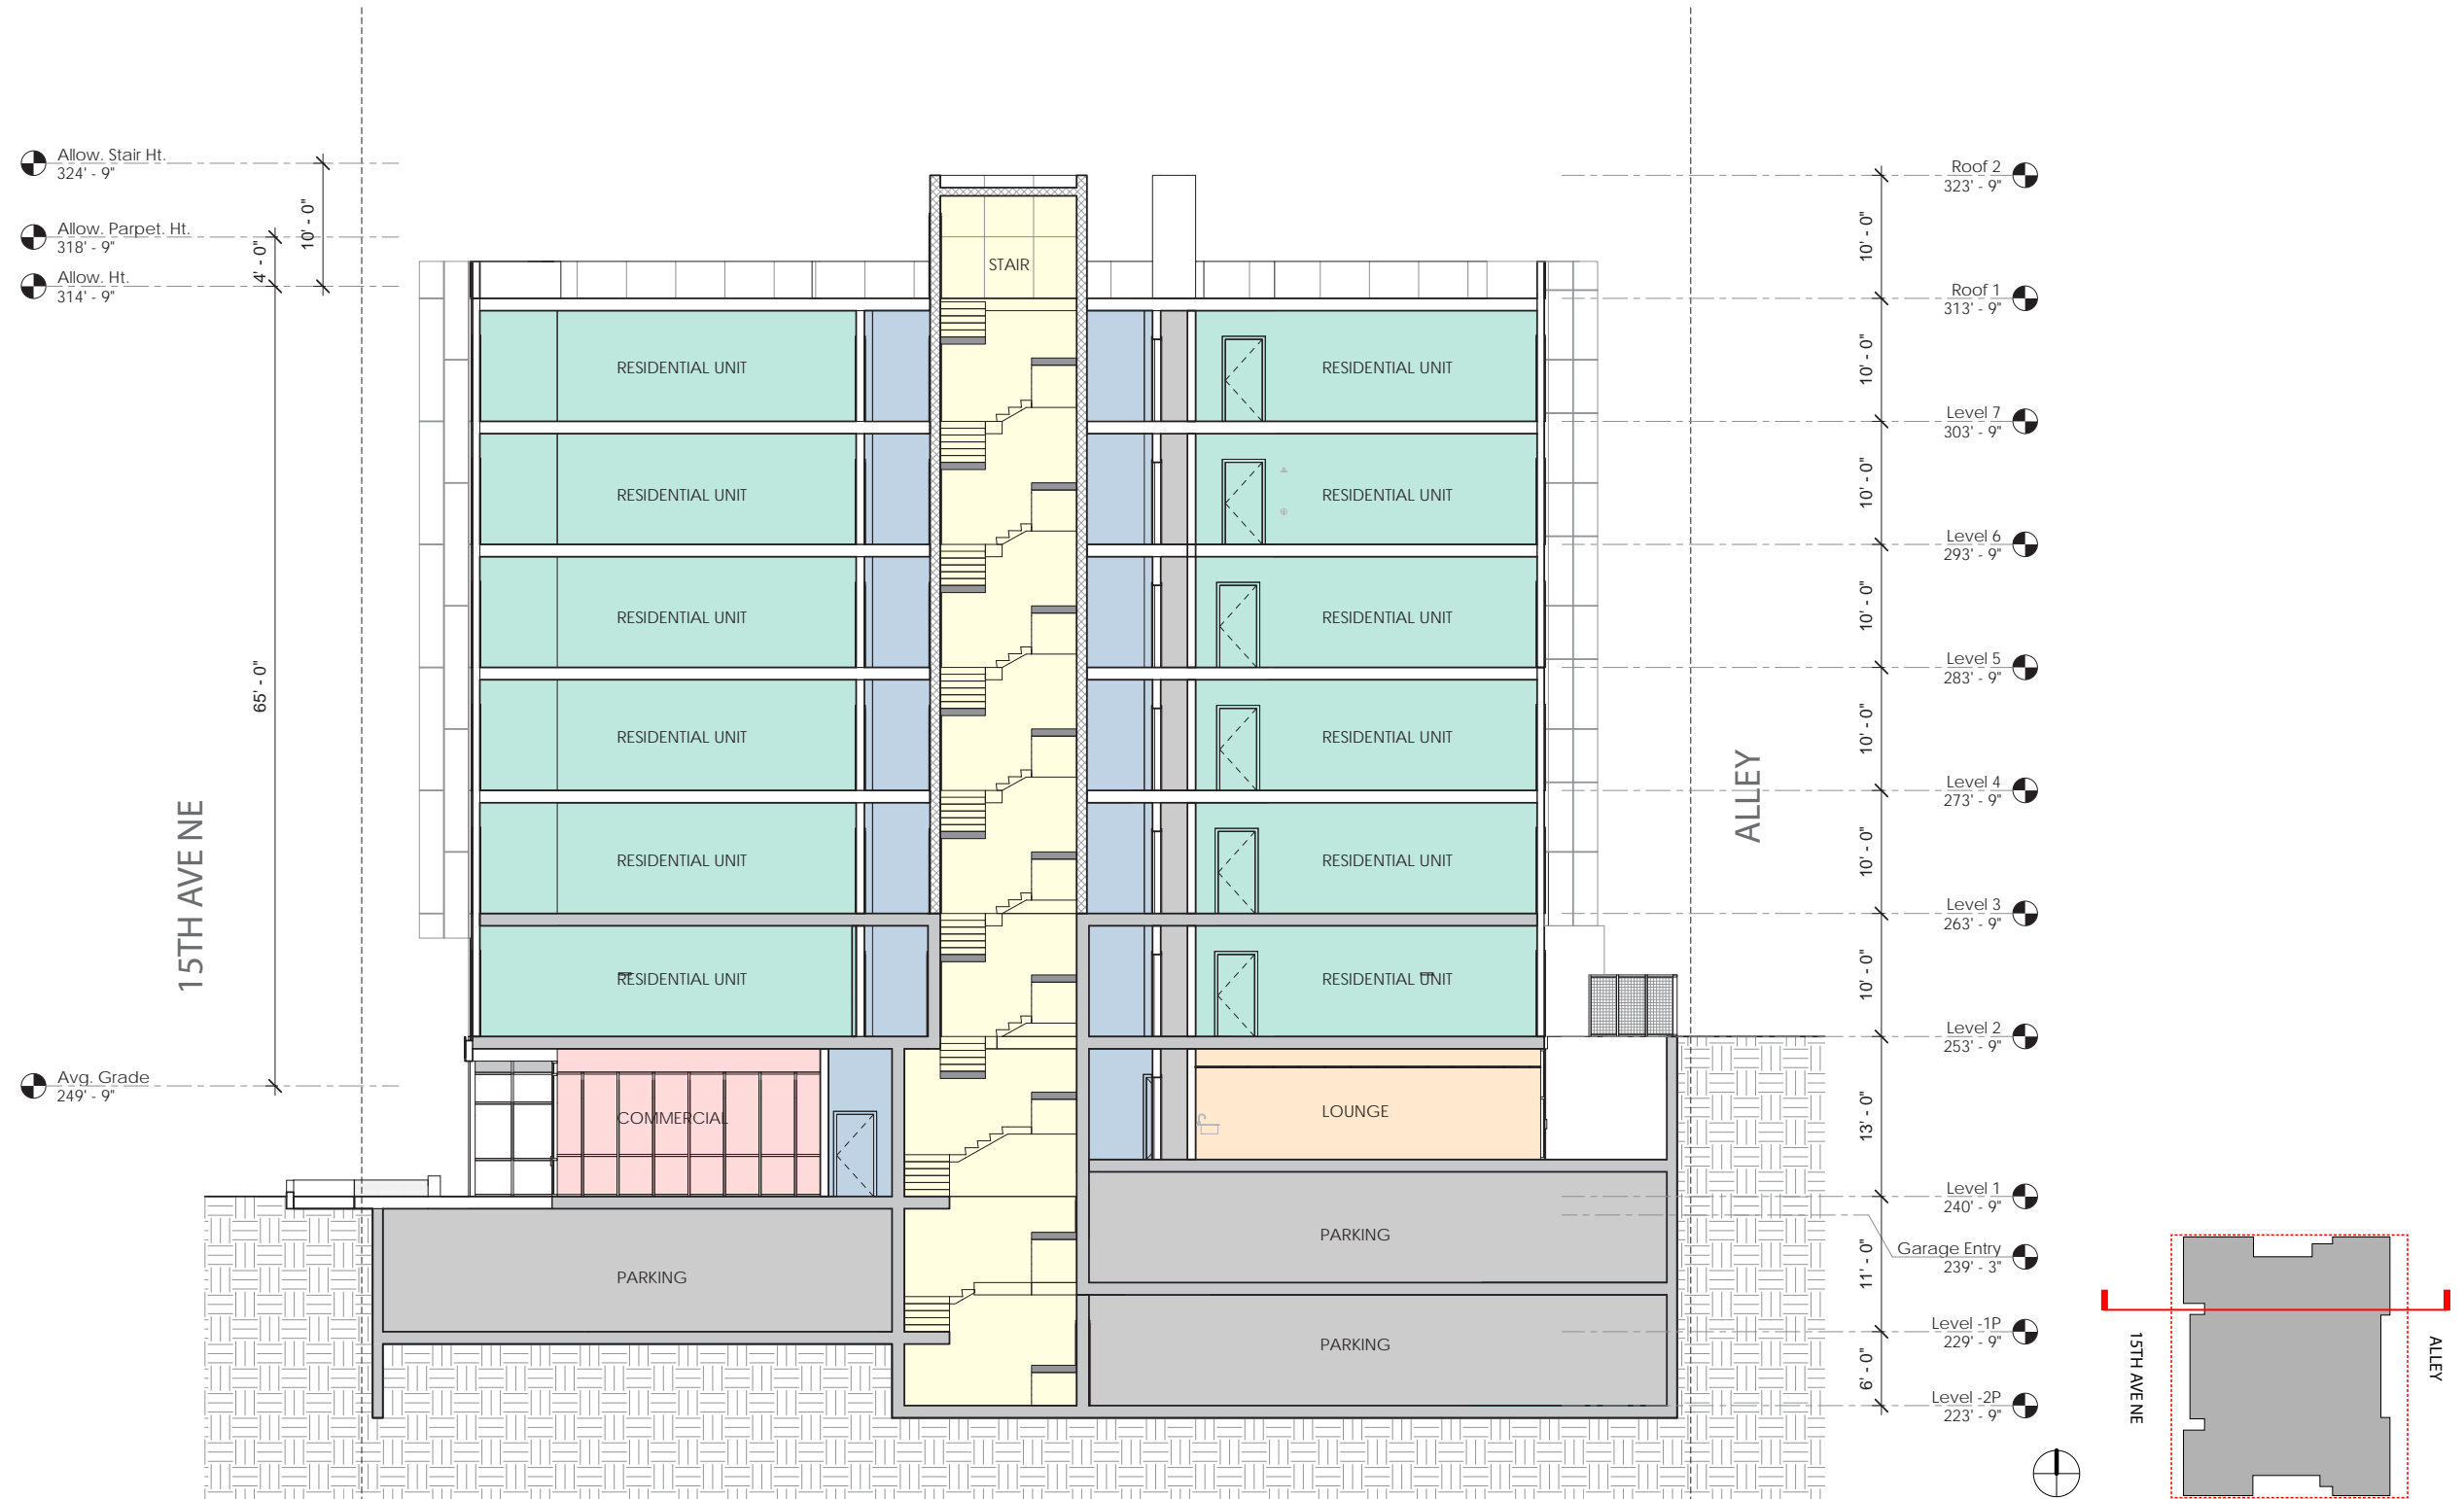 Allow. Stair Ht.
324' - 9"
Allow. Parpet. Ht.
318' - 9"
Allow. Ht.
314' - 9"
10' - 0"
4' - 0"
65' - 0"
Avg. Grade
249' - 9"
15TH AVE NE
STAIR
RESIDENTIAL UNIT
RESIDENTIAL UNIT
RESIDENTIAL UNIT
RESIDENTIAL UNIT
RESIDENTIAL UNIT
RESIDENTIAL UNIT
RESIDENTIAL UNIT
RESIDENTIAL UNIT
RESIDENTIAL UNIT
RESIDENTIAL UNIT
RESIDENTIAL UNIT
RESIDENTIAL UNIT
COMMERCIAL
LOUNGE
PARKING
PARKING
PARKING
ALLEY
10' - 0"
10' - 0"
10' - 0"
10' - 0"
10' - 0"
10' - 0"
10' - 0"
13' - 0"
11' - 0"
6' - 0"
Roof 2
323' - 9"
Roof 1
313' - 9"
Level 7
303' - 9"
Level 6
293' - 9"
Level 5
283' - 9"
Level 4
273' - 9"
Level 3
263' - 9"
Level 2
253' - 9"
Level 1
240' - 9"
Garage Entry
239' - 3"
Level -1P
229' - 9"
Level -2P
223' - 9"
15TH AVE NE
ALLEY